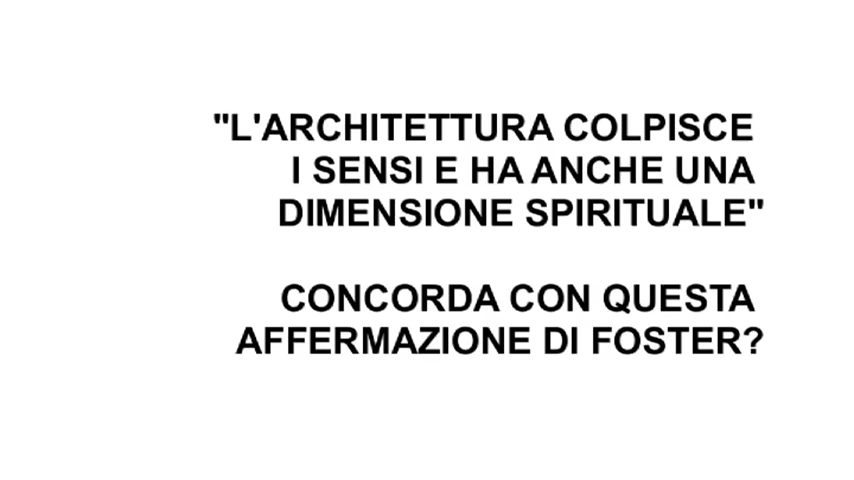 "L'ARCHITETTURA COLPISCE
I SENSI E HA ANCHE UNA
DIMENSIONE SPIRITUALE"
CONCORDA CON QUESTA
AFFERMAZIONE DI FOSTER?